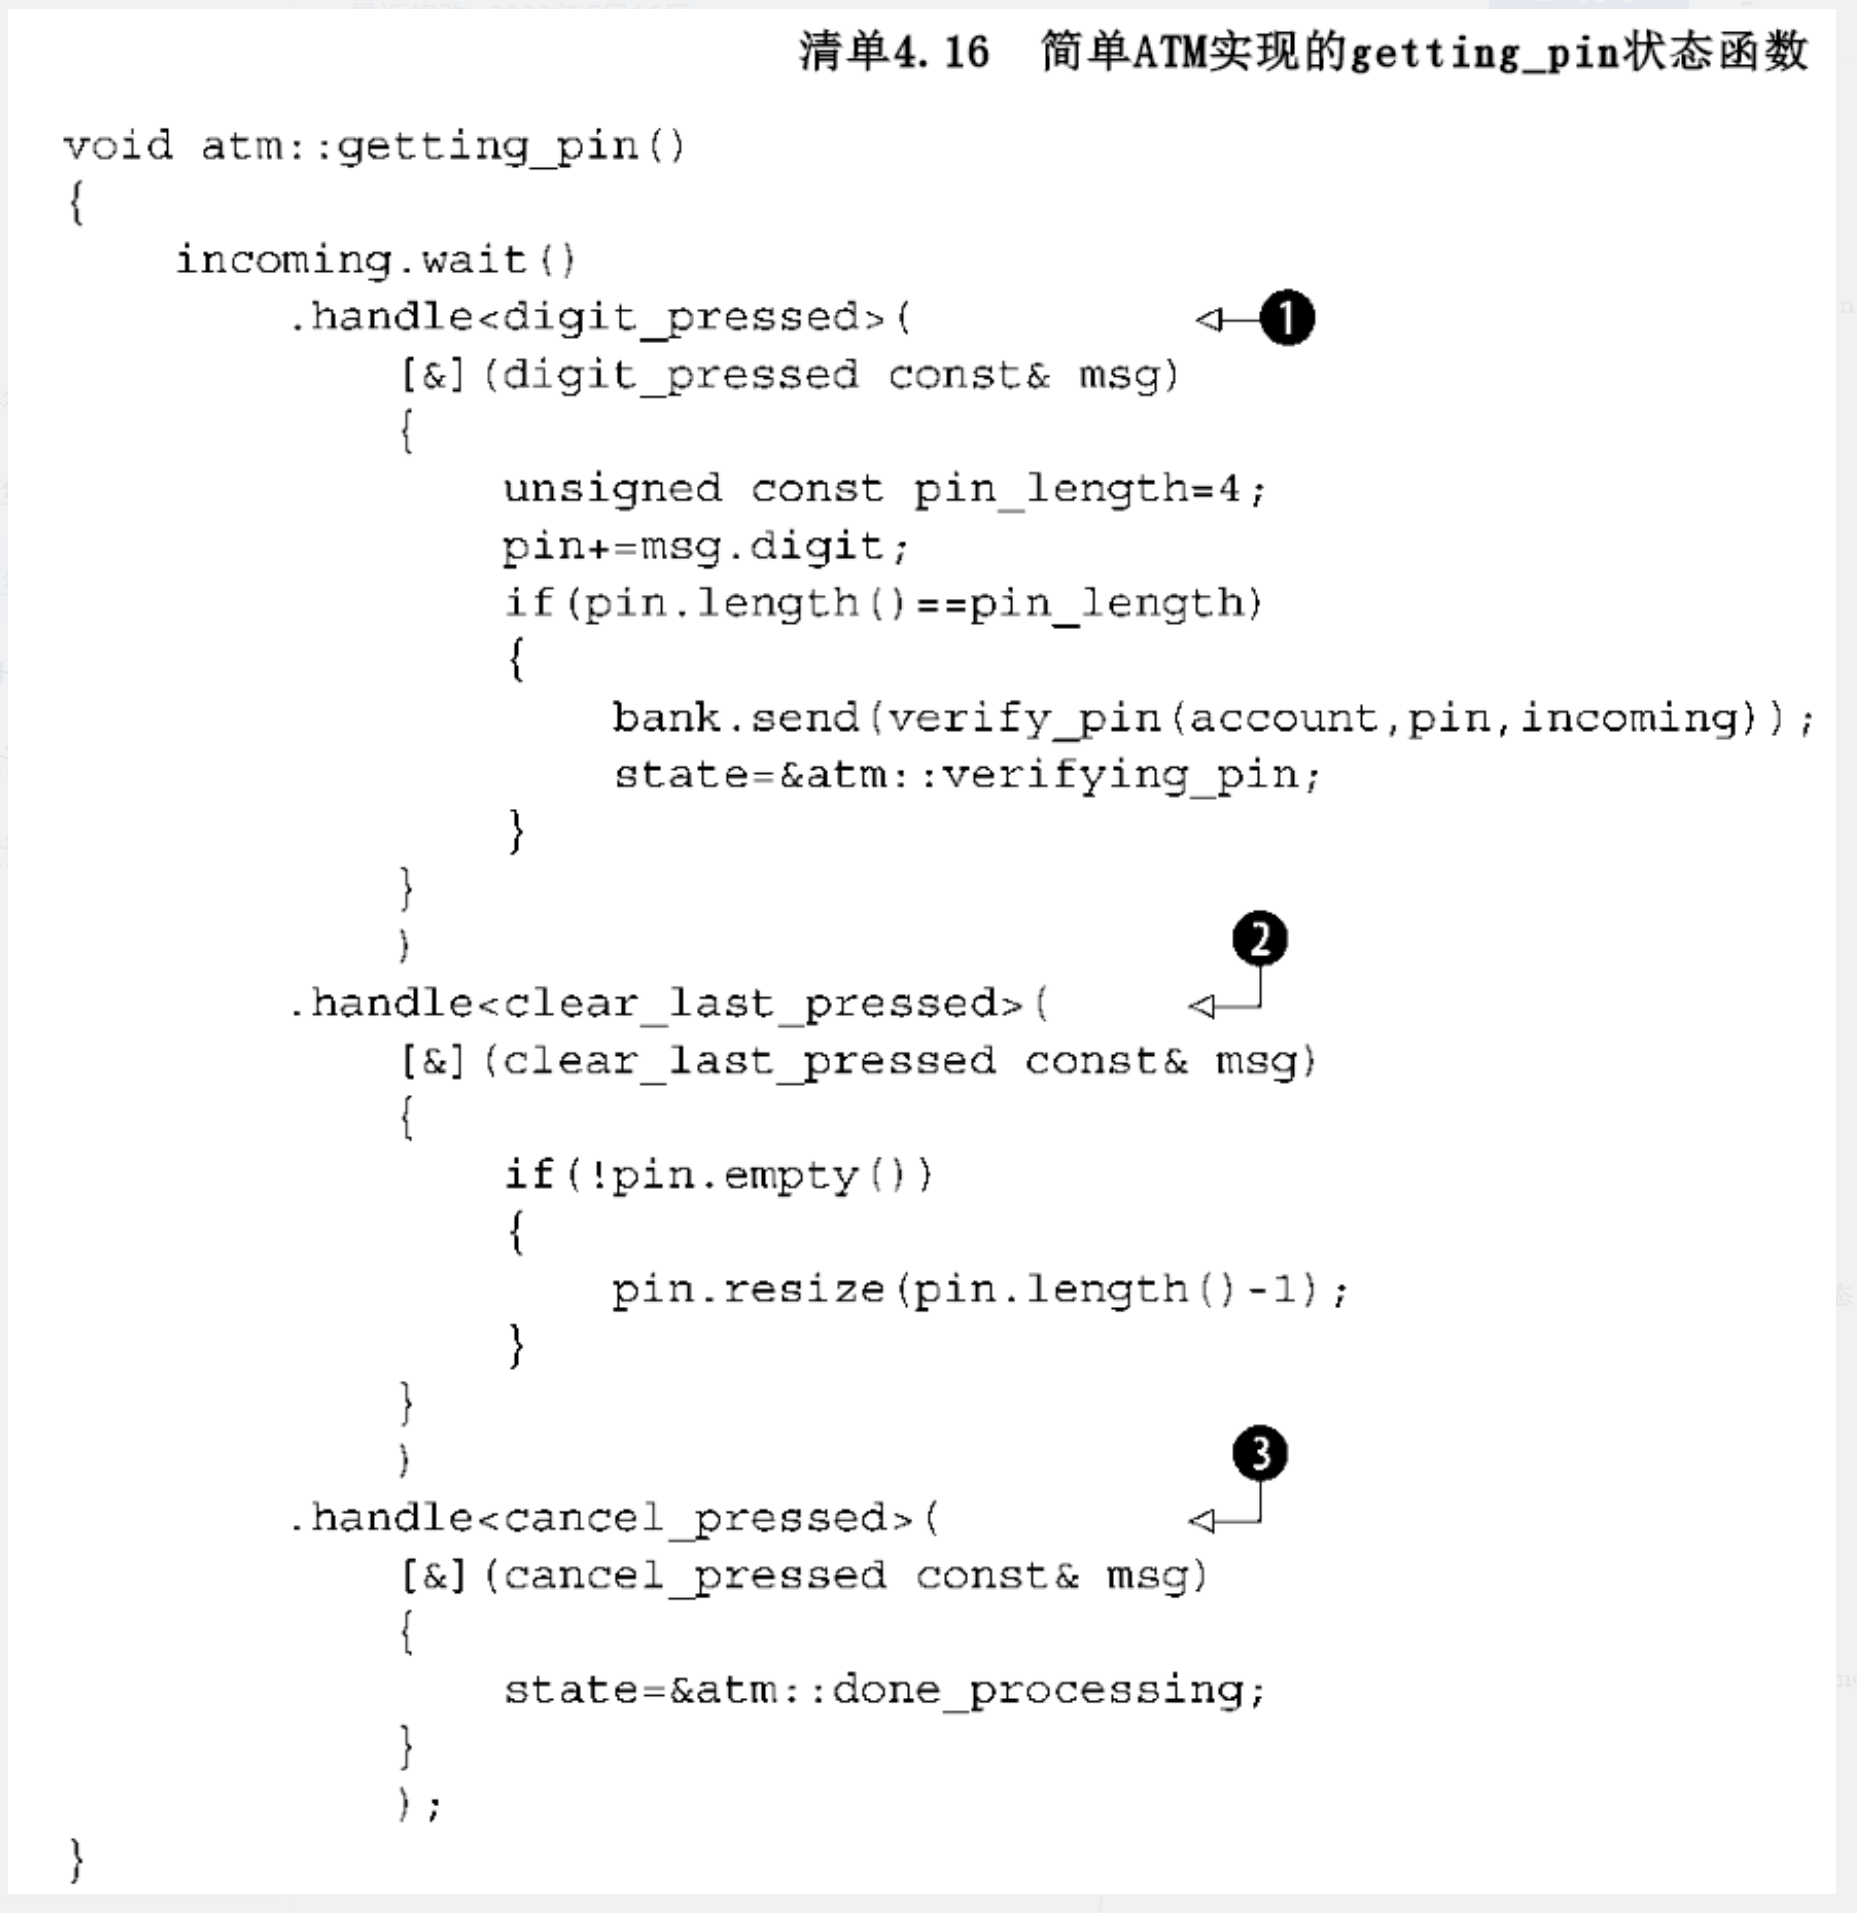 清单4.16 简单ATM实现的getting_pin状态函数
void atm::getting_pin()
{
incoming.wait()
.handle<digit_pressed>(
1
[&](digit_pressed const& msg)
{
unsigned const pin_length=4;
pin+=msg.digit;
if(pin.length()==pin_length)
{
bank.send(verify_pin(account,pin,incoming));
state=&atm::verifying_pin;
}
}
)
2
.handle<clear_last_pressed>(
[&](clear_last_pressed const& msg)
{
if(!pin.empty())
{
pin.resize(pin.length()-1);
}
}
)
3
.handle<cancel_pressed>(
[&](cancel_pressed const& msg)
{
state=&atm::done_processing;
}
);
}